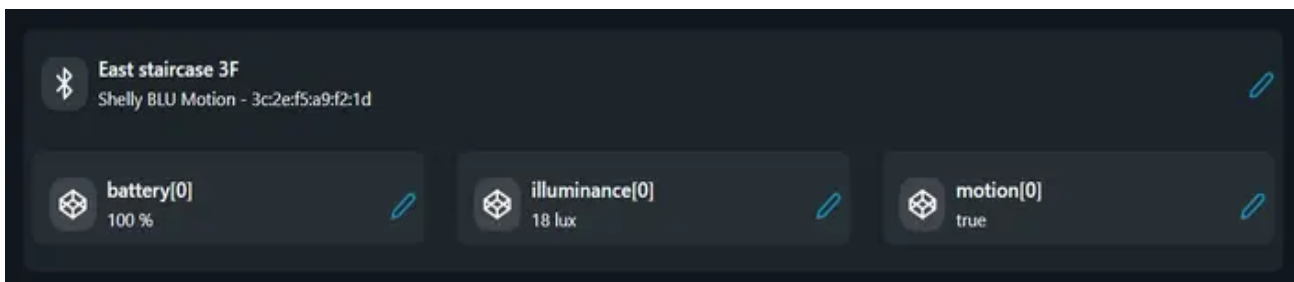 East staircase 3F
Shelly BLU Motion - 3c:2e:f5:a9:f2:1d
battery[0]
100 %
illuminance[0]
18 lux
motion[0]
true